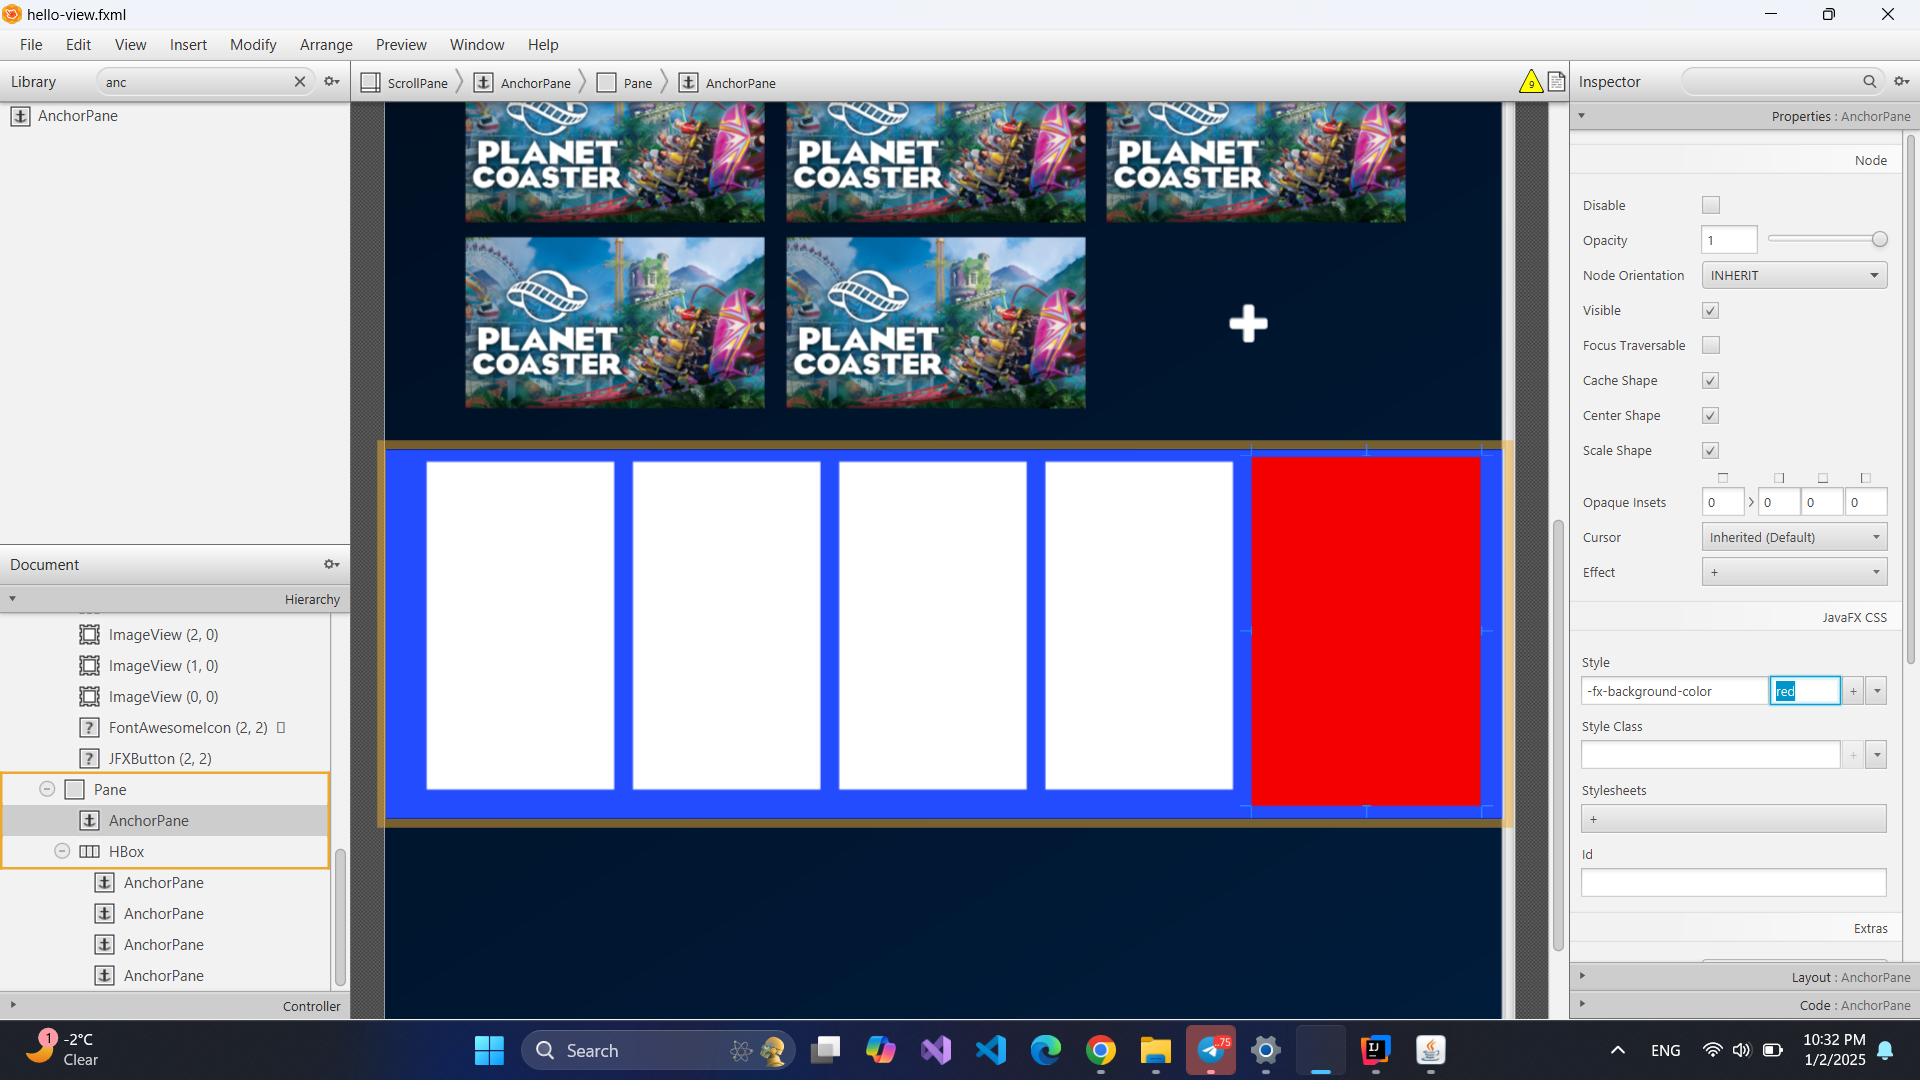 hello-view.fxml
File Edit View Insert Modify Arrange Preview Window Help
Library anc
ScrollPane AnchorPane Pane AnchorPane
9
Inspector
AnchorPane
Properties : AnchorPane
Node
Disable
Opacity 1
Node Orientation INHERIT
Visible
Focus Traversable
Cache Shape
Center Shape
Scale Shape
Opaque Insets 0 0 0 0
Cursor Inherited (Default)
Effect +
JavaFX CSS
Style
-fx-background-color red +
Style Class
+
Stylesheets
+
Id
Extras
Layout : AnchorPane
Code : AnchorPane
PLANET
COASTER
PLANET
COASTER
PLANET
COASTER
PLANET
COASTER
PLANET
COASTER
Document
Hierarchy
ImageView (2, 0)
ImageView (1, 0)
ImageView (0, 0)
? FontAwesomeIcon (2, 2)
? JFXButton (2, 2)
Pane
AnchorPane
HBox
AnchorPane
AnchorPane
AnchorPane
AnchorPane
Controller
1
-2°C
Clear
Search
.75
IJ
ENG
10:32 PM
1/2/2025